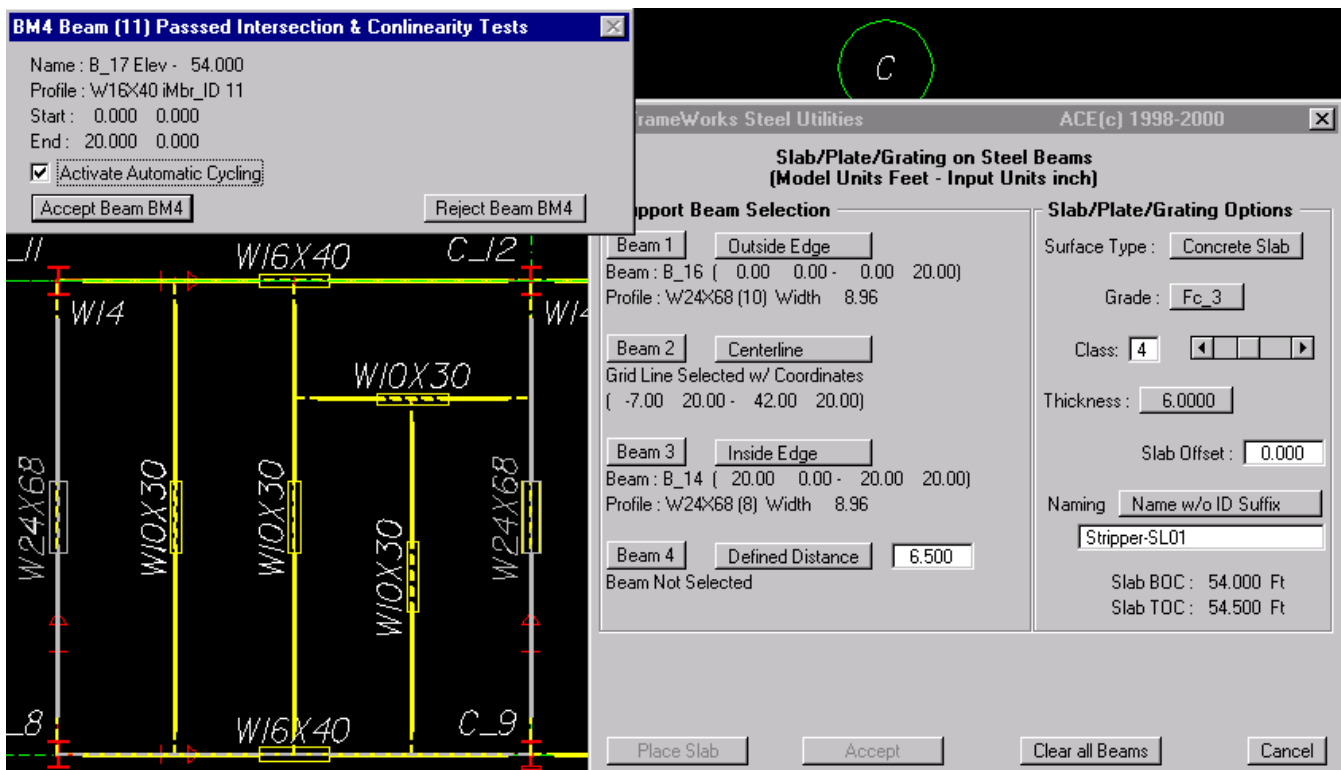 BM4 Beam (11) Passsed Intersection & Conlinearity Tests
Name : B_17 Elev - 54.000
Profile : W16X40 iMbr_ID 11
Start : 0.000 0.000
End : 20.000 0.000
Activate Automatic Cycling
Accept Beam BM4
Reject Beam BM4
C
rameWorks Steel Utilities
ACE(c) 1998-2000
Slab/Plate/Grating on Steel Beams
(Model Units Feet - Input Units inch)
upport Beam Selection
Beam 1
Outside Edge
Beam : B_16 ( 0.00 0.00 - 0.00 20.00)
Profile : W24X68 (10) Width 8.96
Beam 2
Centerline
Grid Line Selected w/ Coordinates
( -7.00 20.00 - 42.00 20.00)
Beam 3
Inside Edge
Beam : B_14 ( 20.00 0.00 - 20.00 20.00)
Profile : W24X68 (8) Width 8.96
Beam 4
Defined Distance
6.500
Beam Not Selected
Slab/Plate/Grating Options
Surface Type :
Concrete Slab
Grade :
Fc_3
Class:
4
Thickness :
6.0000
Slab Offset :
0.000
Naming
Name w/o ID Suffix
Stripper-SL01
Slab BOC : 54.000 Ft
Slab TOC : 54.500 Ft
Place Slab
Accept
Clear all Beams
Cancel
_11
W16X40
C_12
W14
W14
W10X30
W24X68
W10X30
W10X30
W10X30
W24X68
_8
W16X40
C_9